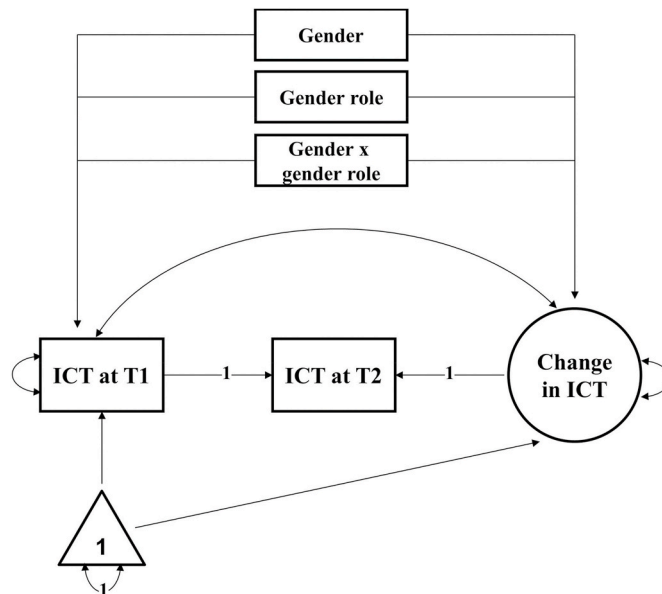 Gender
Gender role
Gender x
gender role
ICT at T1
1
ICT at T2
1
Change
in ICT
1
1